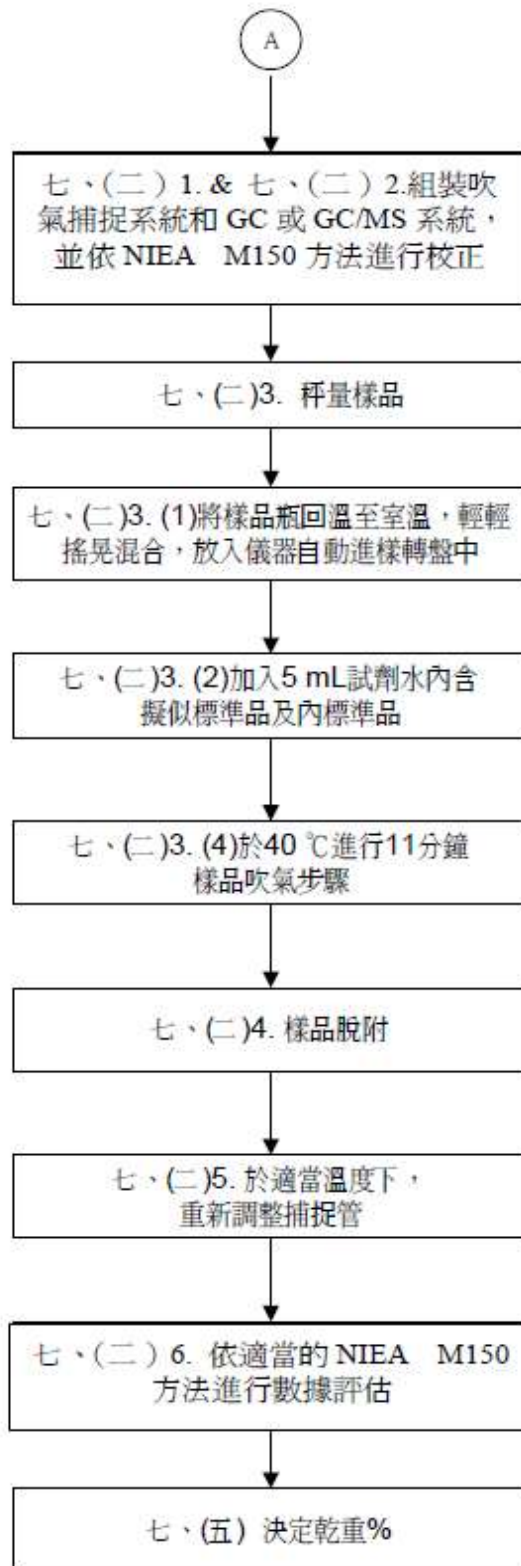 A
七、(二) 1. & 七、(二) 2.組裝吹
氣捕捉系統和 GC 或 GC/MS 系統，
並依 NIEA　M150 方法進行校正
七、(二)3. 秤量樣品
七、(二)3. (1)將樣品瓶回溫至室溫，輕輕
搖晃混合，放入儀器自動進樣轉盤中
七、(二)3. (2)加入5 mL試劑水內含
擬似標準品及內標準品
七、(二)3. (4)於40 ℃進行11分鐘
樣品吹氣步驟
七、(二)4. 樣品脫附
七、(二)5. 於適當溫度下，
重新調整捕捉管
七、(二) 6. 依適當的 NIEA　M150
方法進行數據評估
七、(五) 決定乾重%